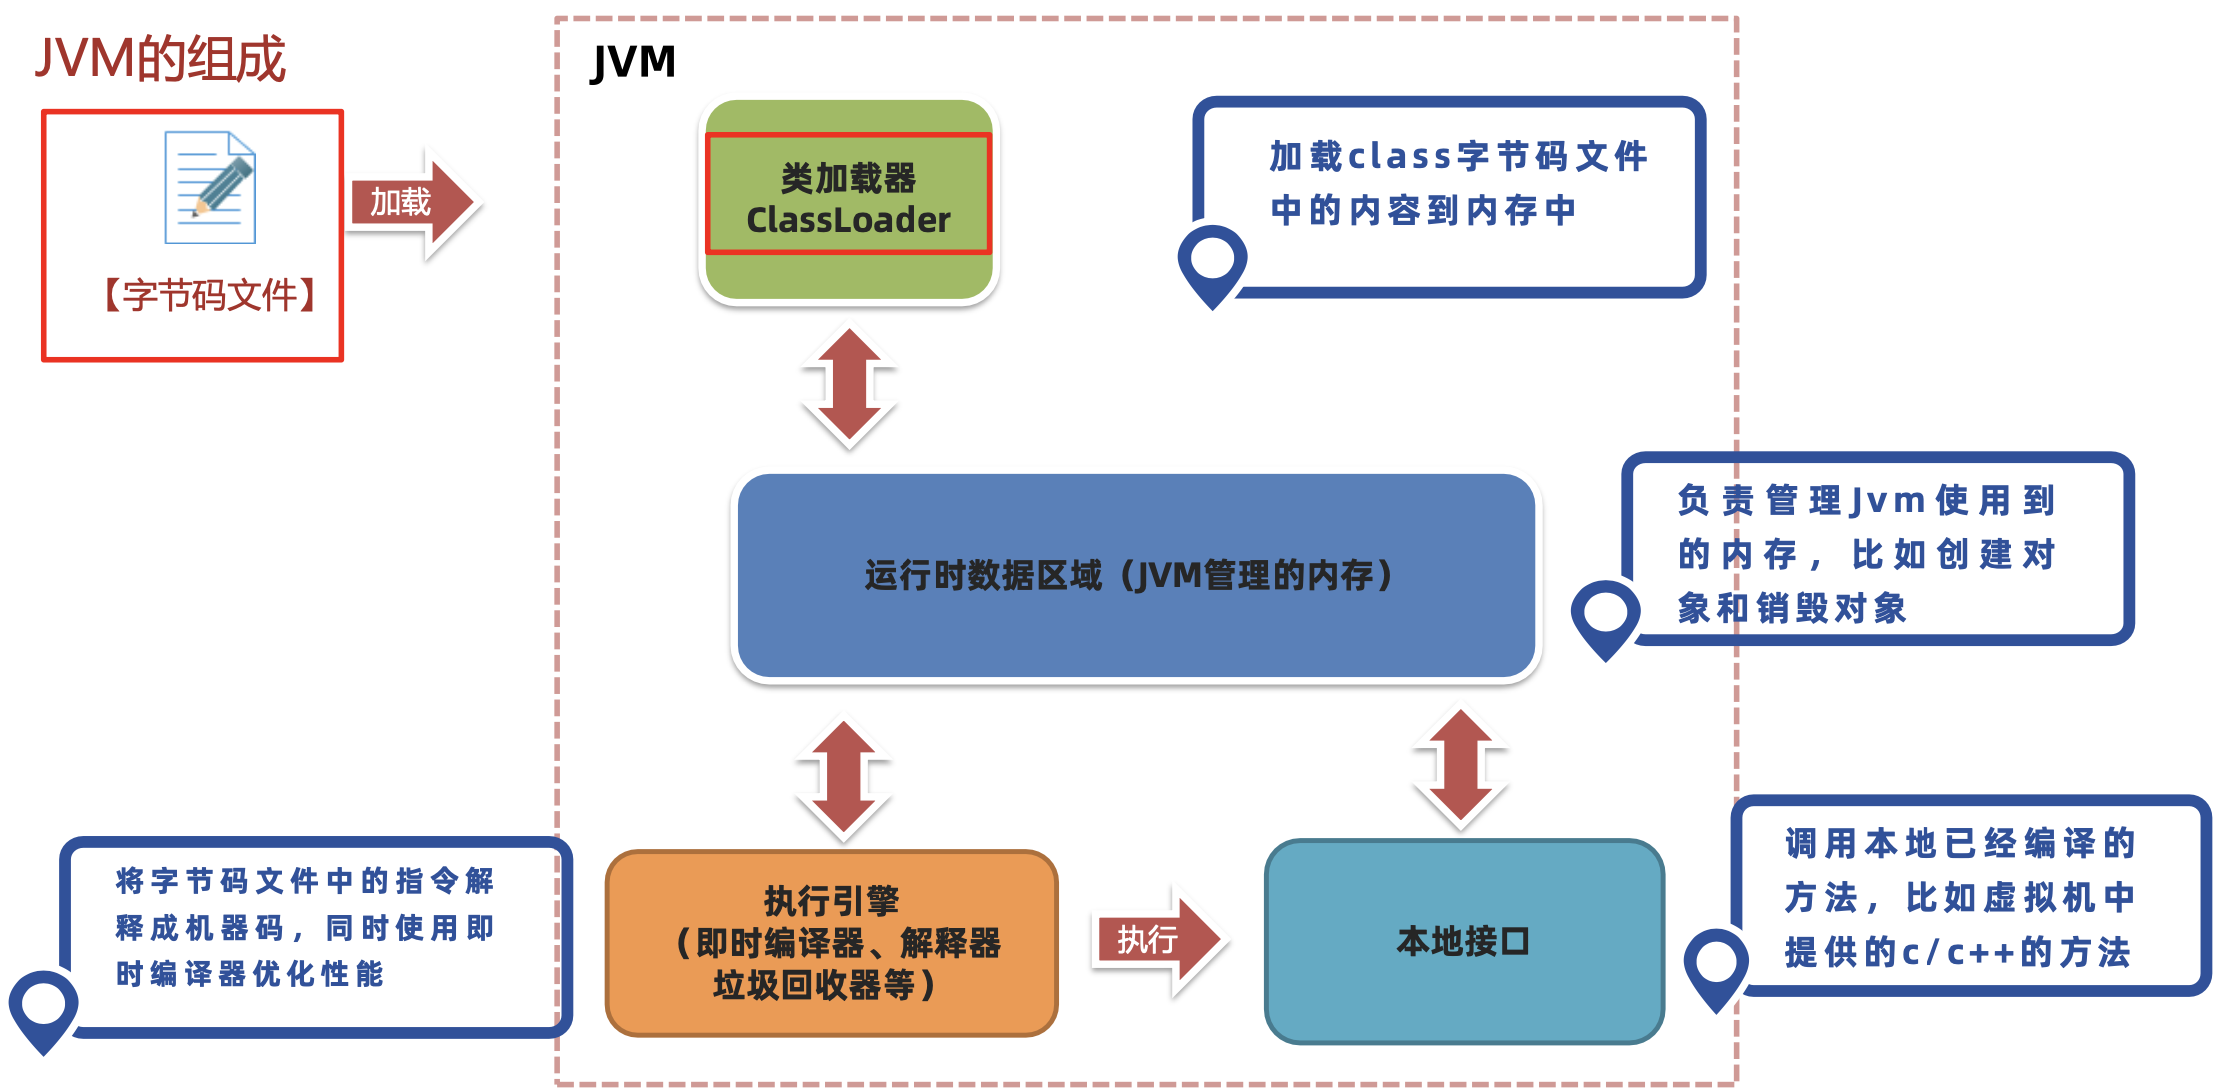 JVM的组成
【字节码文件】
加载
JVM
类加载器
ClassLoader
加载class字节码文件
中的内容到内存中
运行时数据区域（JVM管理的内存）
负责管理Jvm使用到
的内存，比如创建对
象和销毁对象
将字节码文件中的指令解
释成机器码，同时使用即
时编译器优化性能
执行引擎
（即时编译器、解释器
垃圾回收器等）
执行
本地接口
调用本地已经编译的
方法，比如虚拟机中
提供的c/c++的方法